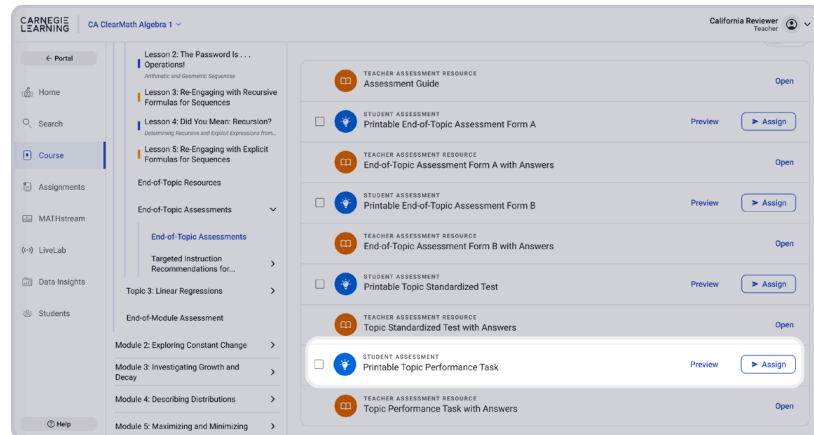 CARNEGIE
LEARNING
CA ClearMath Algebra 1
California Reviewer
Teacher
← Portal
Home
Search
Course
Assignments
MATHstream
LiveLab
Data Insights
Students
Help
Lesson 2: The Password Is . . .
Operations!
Arithmetic and Geometric Sequences
Lesson 3: Re-Engaging with Recursive
Formulas for Sequences
Lesson 4: Did You Mean: Recursion?
Determining Recursive and Explicit Expressions from...
Lesson 5: Re-Engaging with Explicit
Formulas for Sequences
End-of-Topic Resources
End-of-Topic Assessments
End-of-Topic Assessments
Targeted Instruction
Recommendations for...
Topic 3: Linear Regressions
End-of-Module Assessment
Module 2: Exploring Constant Change
Module 3: Investigating Growth and
Decay
Module 4: Describing Distributions
Module 5: Maximizing and Minimizing
TEACHER ASSESSMENT RESOURCE
Assessment Guide
Open
STUDENT ASSESSMENT
Printable End-of-Topic Assessment Form A
Preview
Assign
TEACHER ASSESSMENT RESOURCE
End-of-Topic Assessment Form A with Answers
Open
STUDENT ASSESSMENT
Printable End-of-Topic Assessment Form B
Preview
Assign
TEACHER ASSESSMENT RESOURCE
End-of-Topic Assessment Form B with Answers
Open
STUDENT ASSESSMENT
Printable Topic Standardized Test
Preview
Assign
TEACHER ASSESSMENT RESOURCE
Topic Standardized Test with Answers
Open
STUDENT ASSESSMENT
Printable Topic Performance Task
Preview
Assign
TEACHER ASSESSMENT RESOURCE
Topic Performance Task with Answers
Open